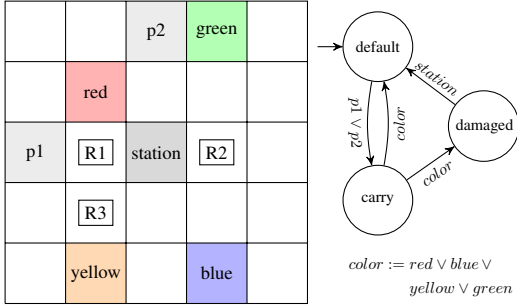 p2 green
red
p1 R1 station R2
R3
yellow blue
default
station
p1 ∨ p2
color
damaged
color
carry
color := red ∨ blue ∨
yellow ∨ green